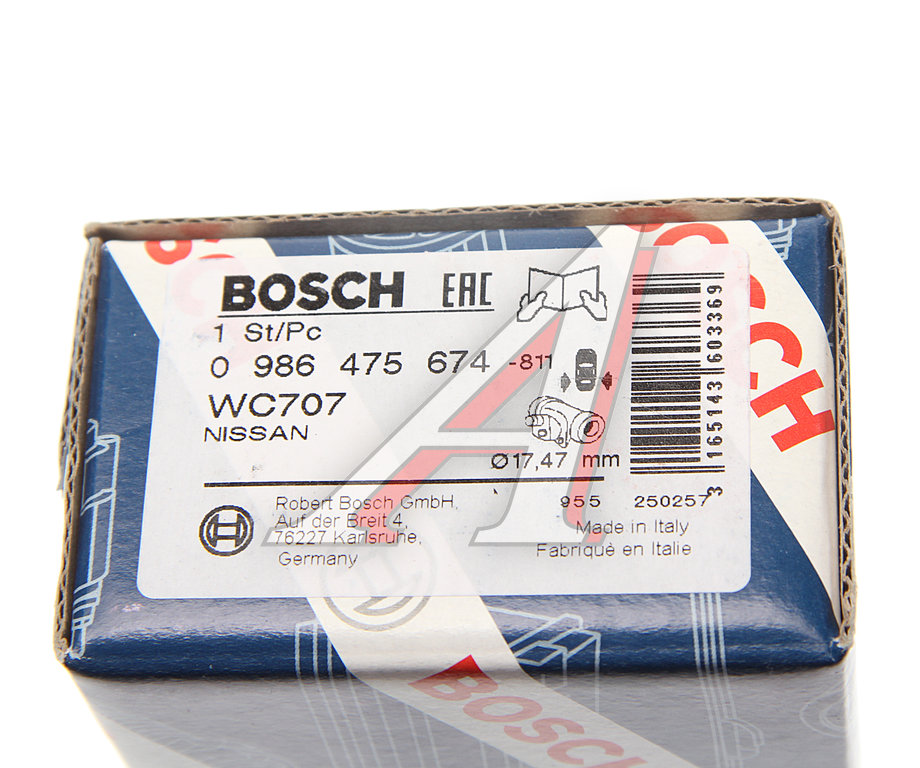 BOSCH EAC
1 St/Pc
0 986 475 674 -811
WC707
NISSAN
Ø17,47 mm
3 165143 603369
Robert Bosch GmbH,
Auf der Breit 4,
76227 Karlsruhe,
Germany
955 250257
Made in Italy
Fabriqué en Italie
BOSCH